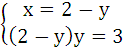 x = 2 − y
(2 − y)y = 3